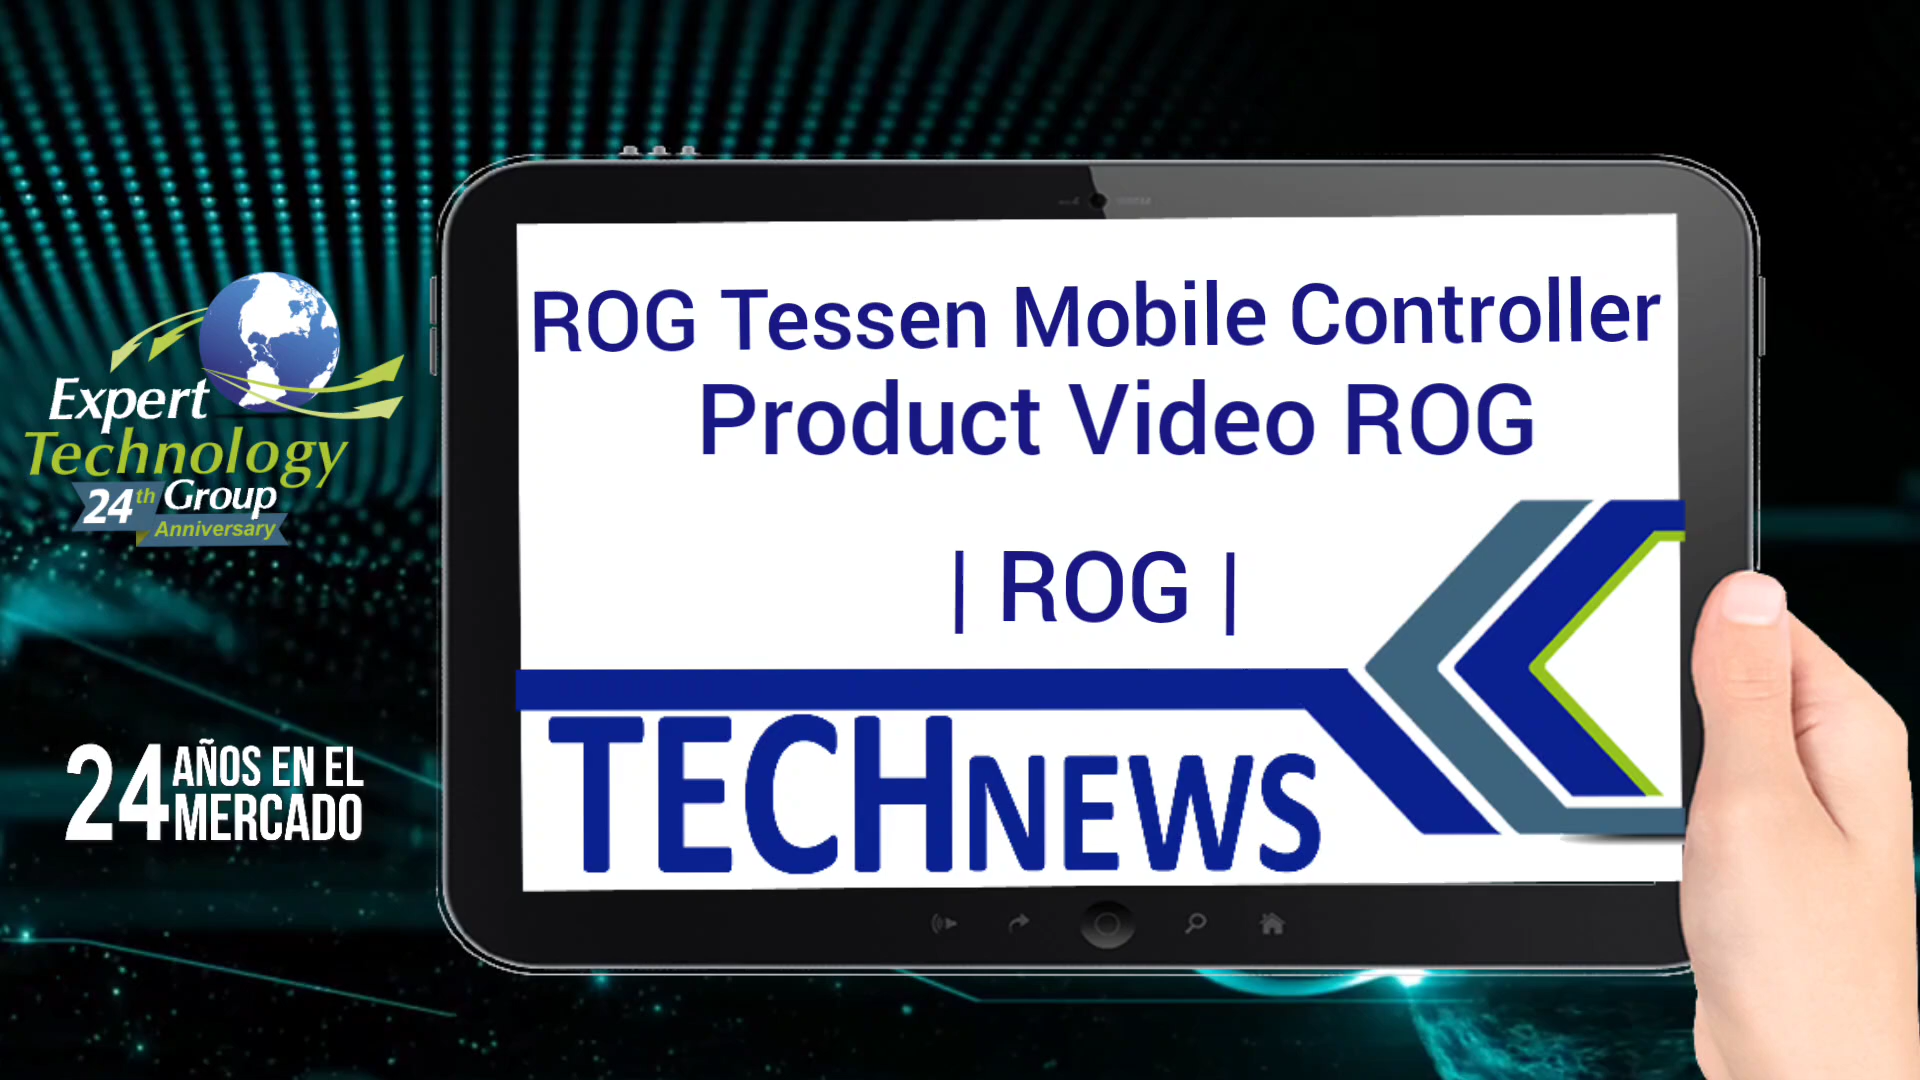 ROG Tessen Mobile Controller
Product Video ROG
| ROG |
TECHNEWS
Expert
Technology
24th Group
Anniversary
24 AÑOS EN EL
MERCADO